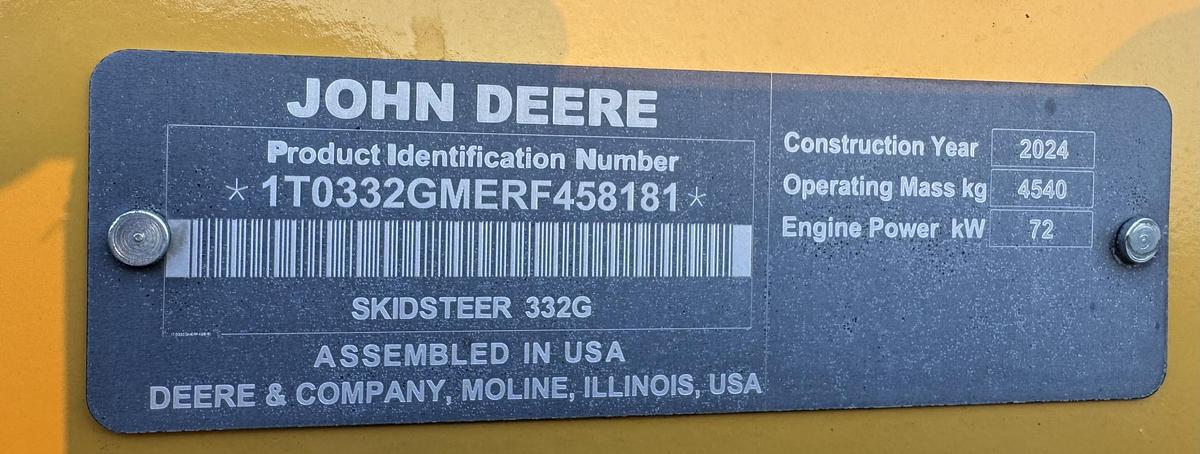 JOHN DEERE
Product Identification Number
*1T0332GMERF458181*
SKIDSTEER 332G
ASSEMBLED IN USA
DEERE & COMPANY, MOLINE, ILLINOIS, USA
Construction Year 2024
Operating Mass kg 4540
Engine Power kW 72